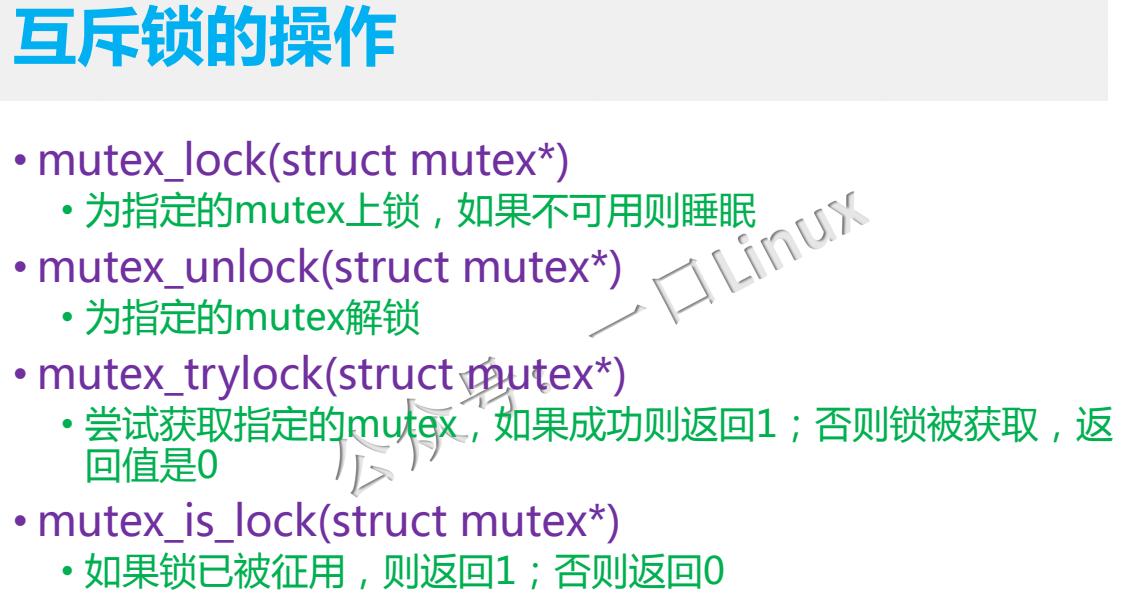 互斥锁的操作
• mutex_lock(struct mutex*)
• 为指定的mutex上锁，如果不可用则睡眠
• mutex_unlock(struct mutex*)
• 为指定的mutex解锁
• mutex_trylock(struct mutex*)
• 尝试获取指定的mutex，如果成功则返回1；否则锁被获取，返
回值是0
• mutex_is_lock(struct mutex*)
• 如果锁已被征用，则返回1；否则返回0
公众号：一口Linux